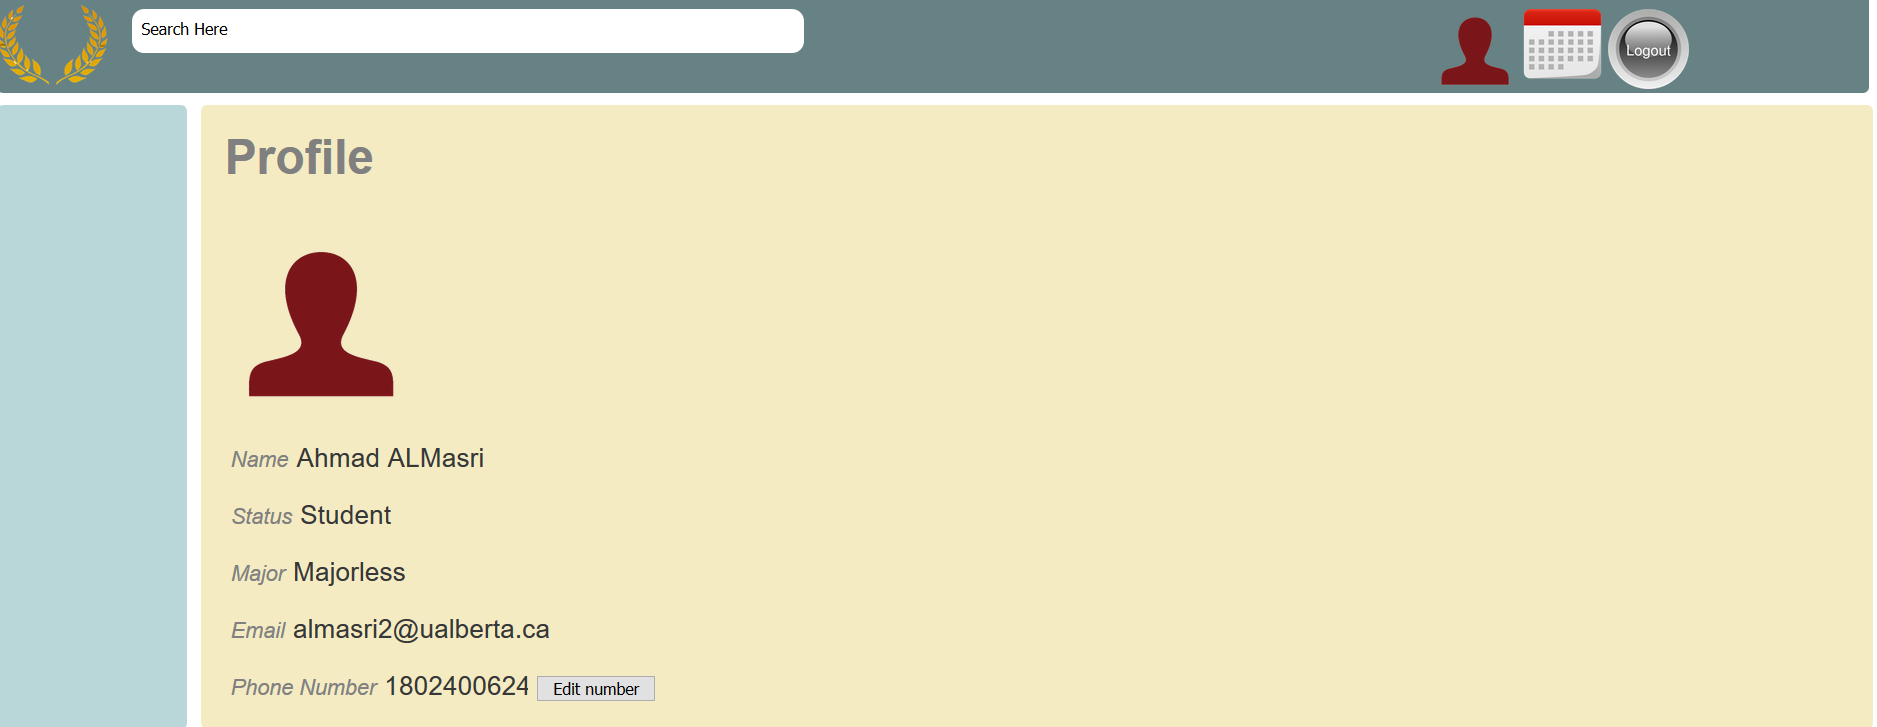 Search Here
Logout
Profile
Name Ahmad ALMasri
Status Student
Major Majorless
Email almasri2@ualberta.ca
Phone Number 1802400624 Edit number